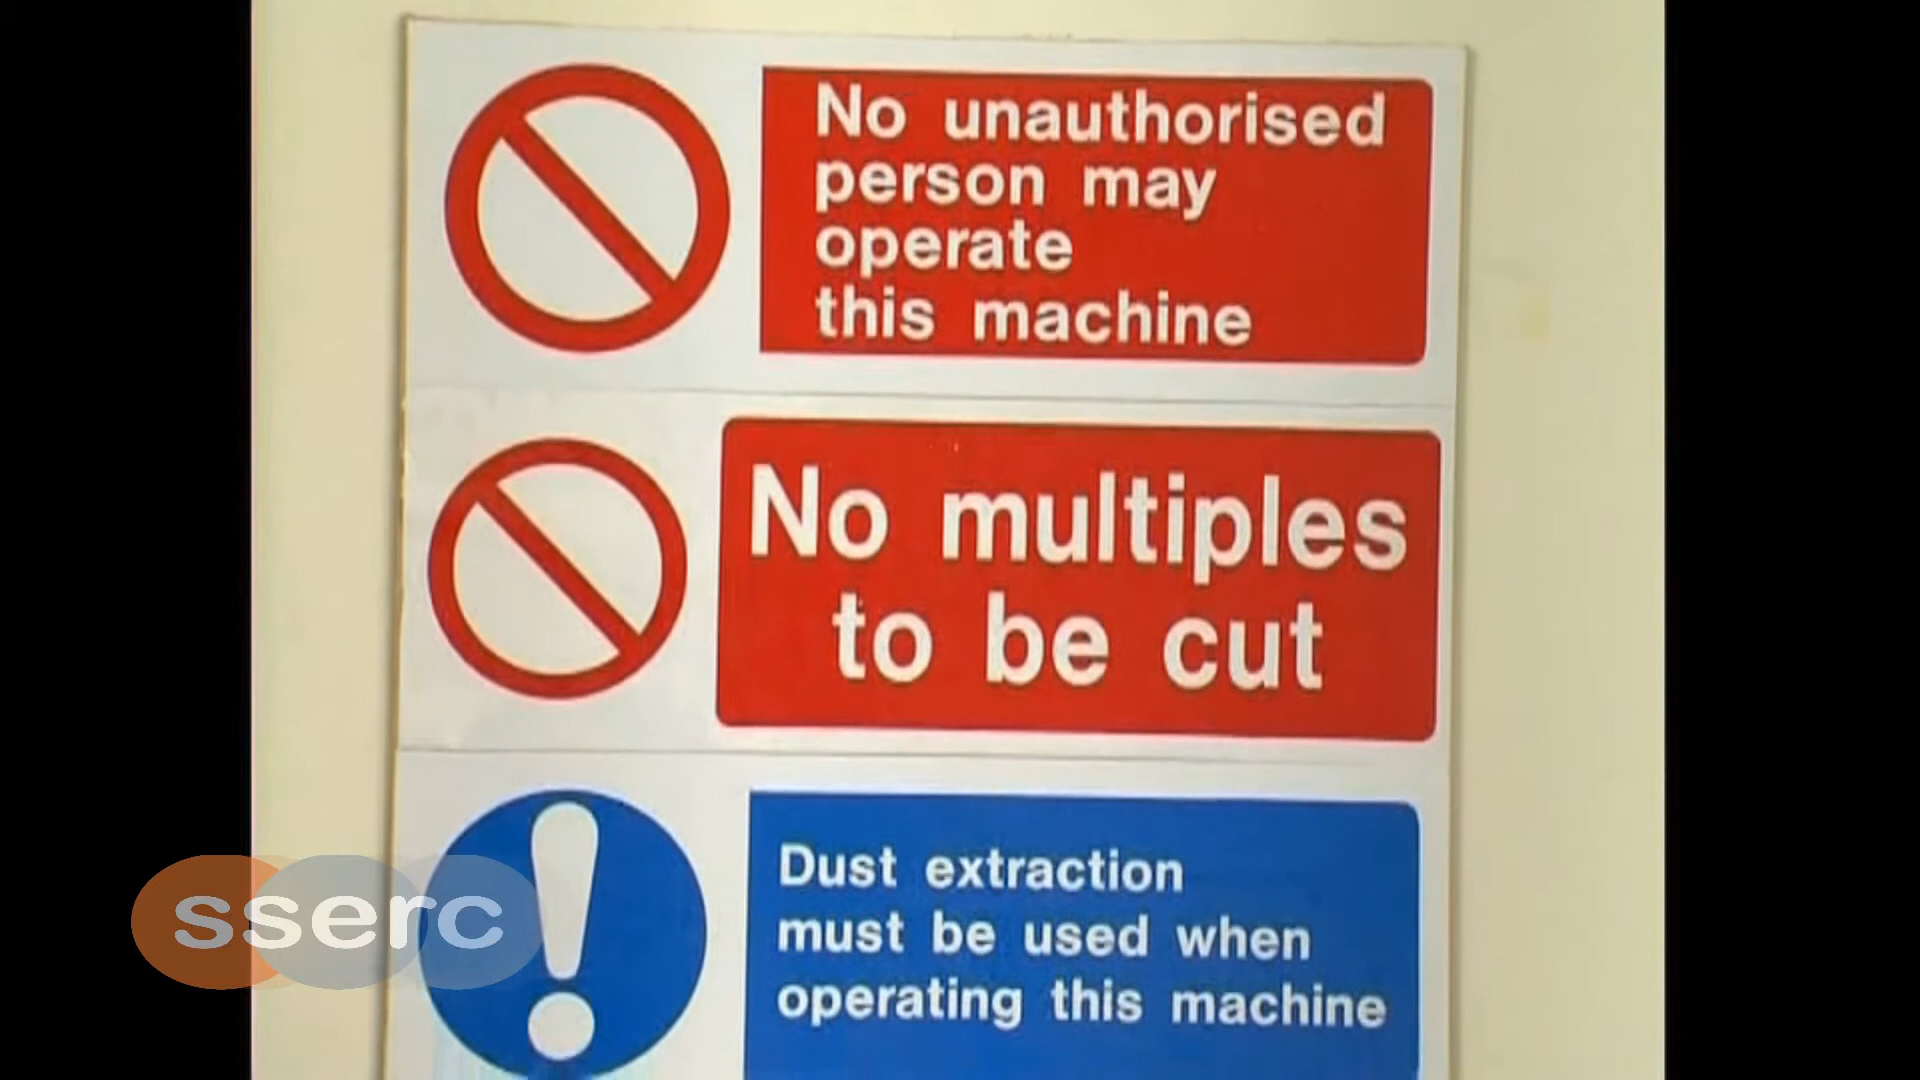 No unauthorised
person may
operate
this machine
No multiples
to be cut
Dust extraction
must be used when
operating this machine
sserc